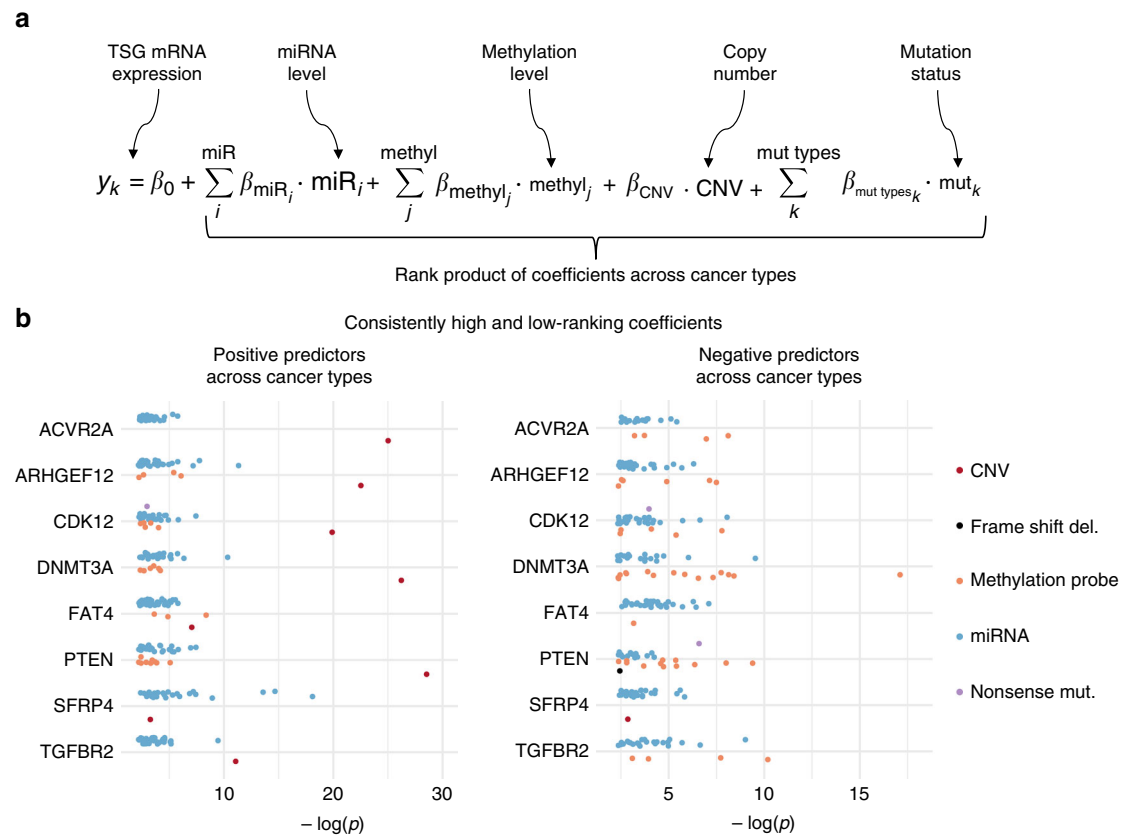 a
TSG mRNA
expression
miRNA
level
Methylation
level
Copy
number
Mutation
status
y_k = β_0 + ∑_i^miR β_miR_i · miR_i + ∑_j^methyl β_methyl_j · methyl_j + β_CNV · CNV + ∑_k^mut types β_mut types_k · mut_k
Rank product of coefficients across cancer types
b
Consistently high and low-ranking coefficients
Positive predictors
across cancer types
ACVR2A
ARHGEF12
CDK12
DNMT3A
FAT4
PTEN
SFRP4
TGFBR2
10 20 30
– log(p)
Negative predictors
across cancer types
ACVR2A
ARHGEF12
CDK12
DNMT3A
FAT4
PTEN
SFRP4
TGFBR2
5 10 15
– log(p)
CNV
Frame shift del.
Methylation probe
miRNA
Nonsense mut.